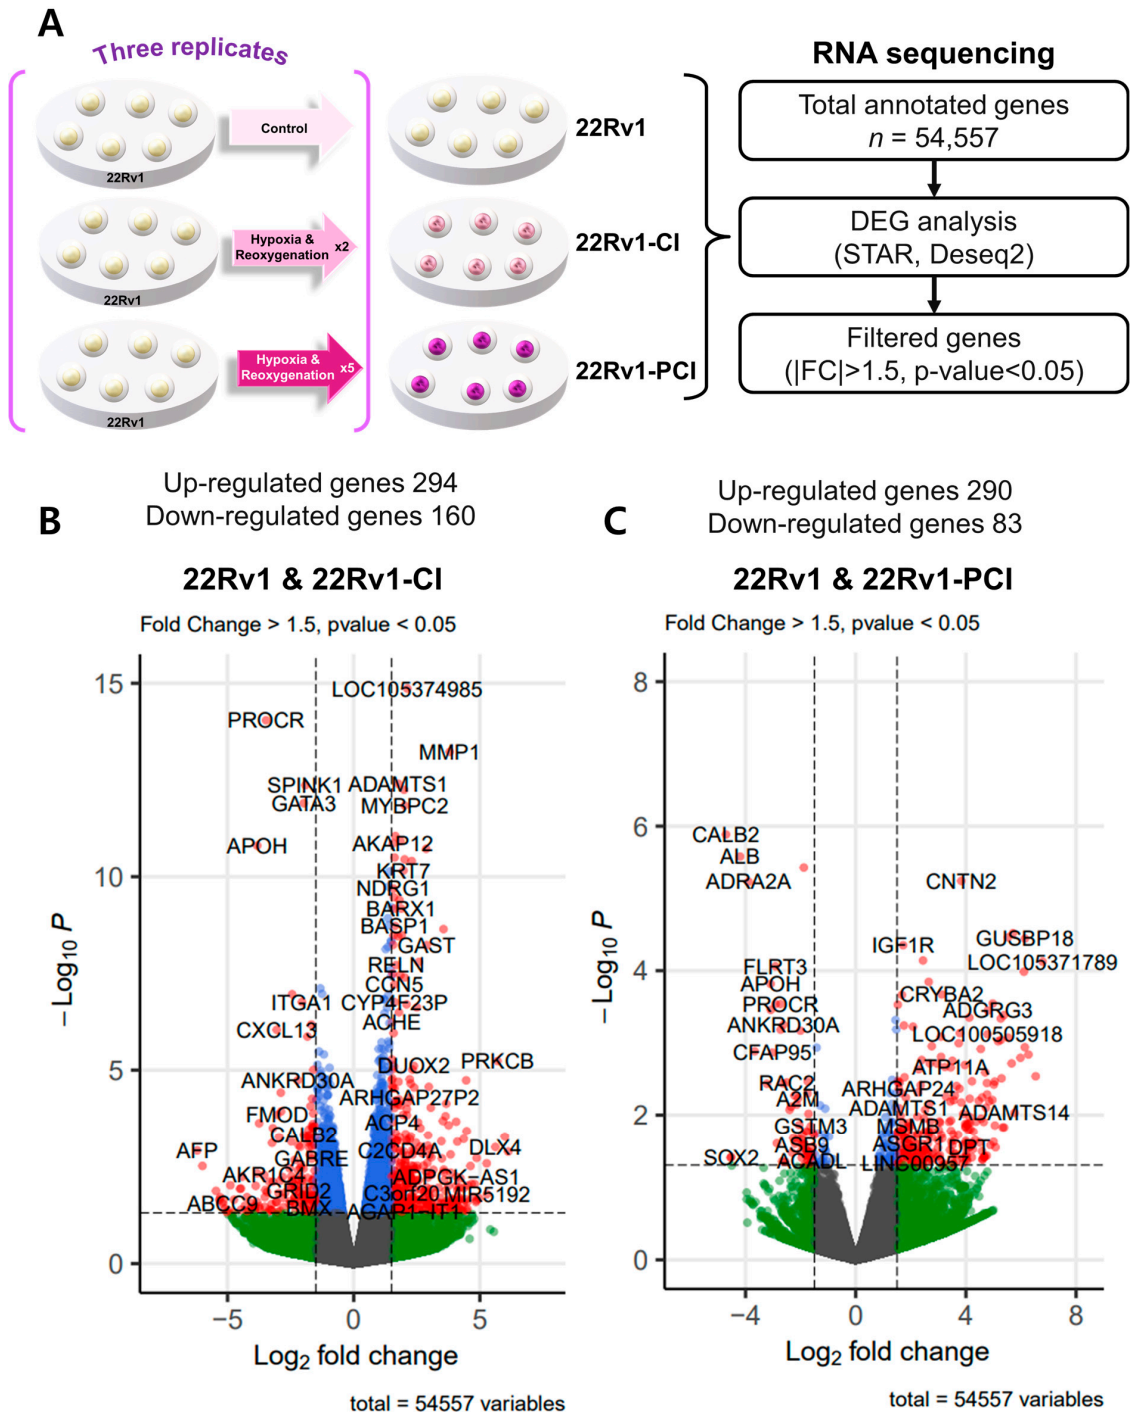 A
Three replicates
RNA sequencing
Control
22Rv1
22Rv1
Total annotated genes
n = 54,557
Hypoxia &
Reoxygenation x2
22Rv1
22Rv1-CI
DEG analysis
(STAR, Deseq2)
Hypoxia &
Reoxygenation x5
22Rv1
22Rv1-PCI
Filtered genes
(|FC|>1.5, p-value<0.05)
B
Up-regulated genes 294
Down-regulated genes 160
22Rv1 & 22Rv1-CI
Fold Change > 1.5, pvalue < 0.05
−Log10 P
15
10
5
0
LOC105374985
PROCR
MMP1
SPINK1
ADAMTS1
GATA3
MYBPC2
APOH
AKAP12
KRT7
NDRG1
BARX1
BASP1
GAST
RELN
CCN5
ITGA1
CYP4F23P
CXCL13
ACHE
DUOX2
PRKCB
ANKRD30A
ARHGAP27P2
FMOD
ACP4
CALB2
AFP
C2CD4A
DLX4
GABRE
AKR1C4
ADPGK−AS1
GRID2
C3orf20
MIR5192
ABCC9
BMX
AGAP1−IT1
−5
0
5
Log2 fold change
total = 54557 variables
C
Up-regulated genes 290
Down-regulated genes 83
22Rv1 & 22Rv1-PCI
Fold Change > 1.5, pvalue < 0.05
−Log10 P
8
6
4
2
0
CALB2
ALB
ADRA2A
CNTN2
GUSBP18
IGF1R
LOC105371789
FLRT3
APOH
CRYBA2
PROCR
ADGRG3
ANKRD30A
LOC100505918
CFAP95
ATP11A
RAC2
ARHGAP24
A2M
ADAMTS1
ADAMTS14
GSTM3
MSMB
ASB9
ASGR1
DPT
SOX2
ACADL
LINC00957
−4
0
4
8
Log2 fold change
total = 54557 variables